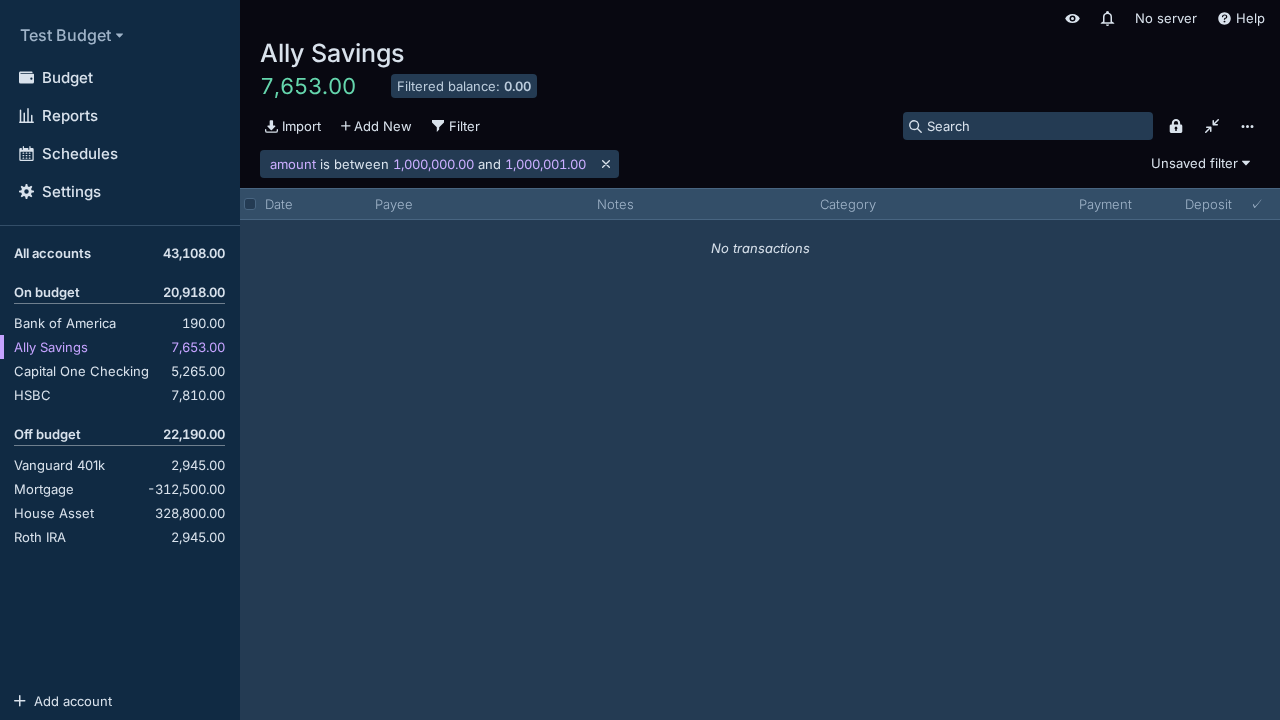 Test Budget
Budget
Reports
Schedules
Settings
All accounts 43,108.00
On budget 20,918.00
Bank of America 190.00
Ally Savings 7,653.00
Capital One Checking 5,265.00
HSBC 7,810.00
Off budget 22,190.00
Vanguard 401k 2,945.00
Mortgage -312,500.00
House Asset 328,800.00
Roth IRA 2,945.00
Add account
No server Help
Ally Savings
7,653.00 Filtered balance: 0.00
Import Add New Filter Search
amount is between 1,000,000.00 and 1,000,001.00 Unsaved filter
Date Payee Notes Category Payment Deposit ✓
No transactions